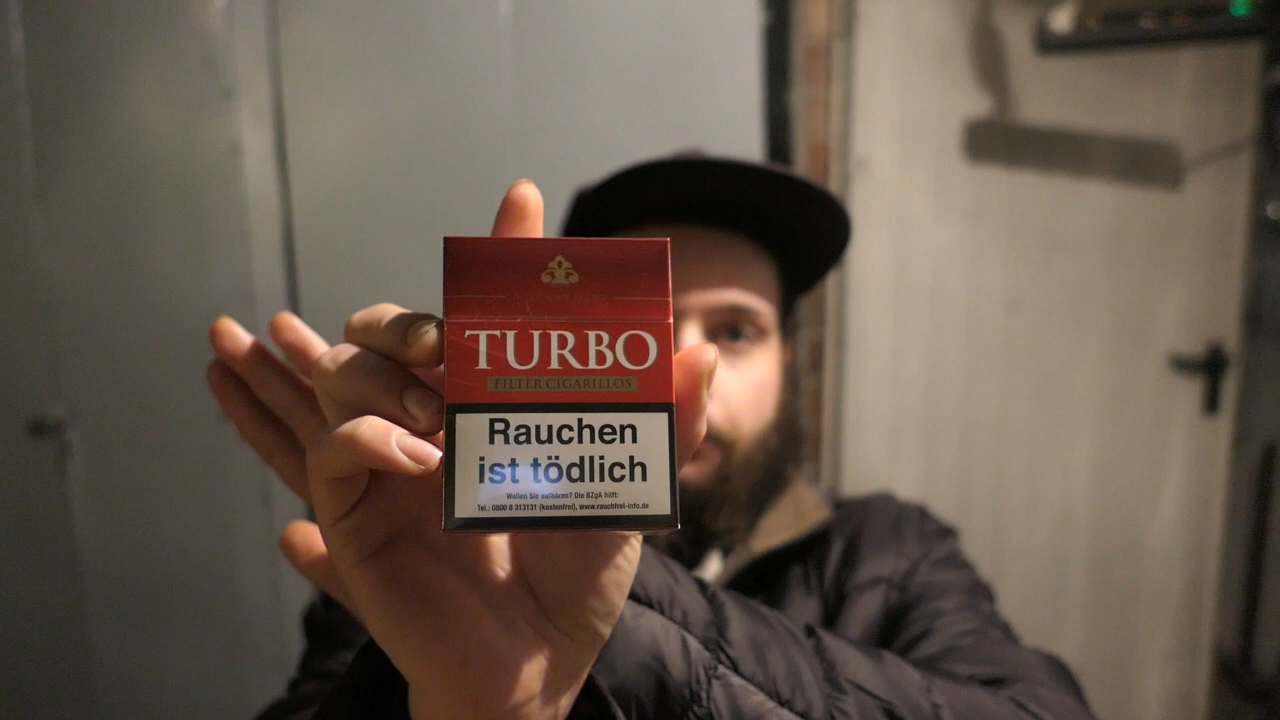 TURBO
FILTER CIGARILLOS
Rauchen
ist tödlich
Wollen Sie aufhören? Die BZgA hilft:
Tel.: 0800 8 313131 (kostenfrei), www.rauchfrei-info.de